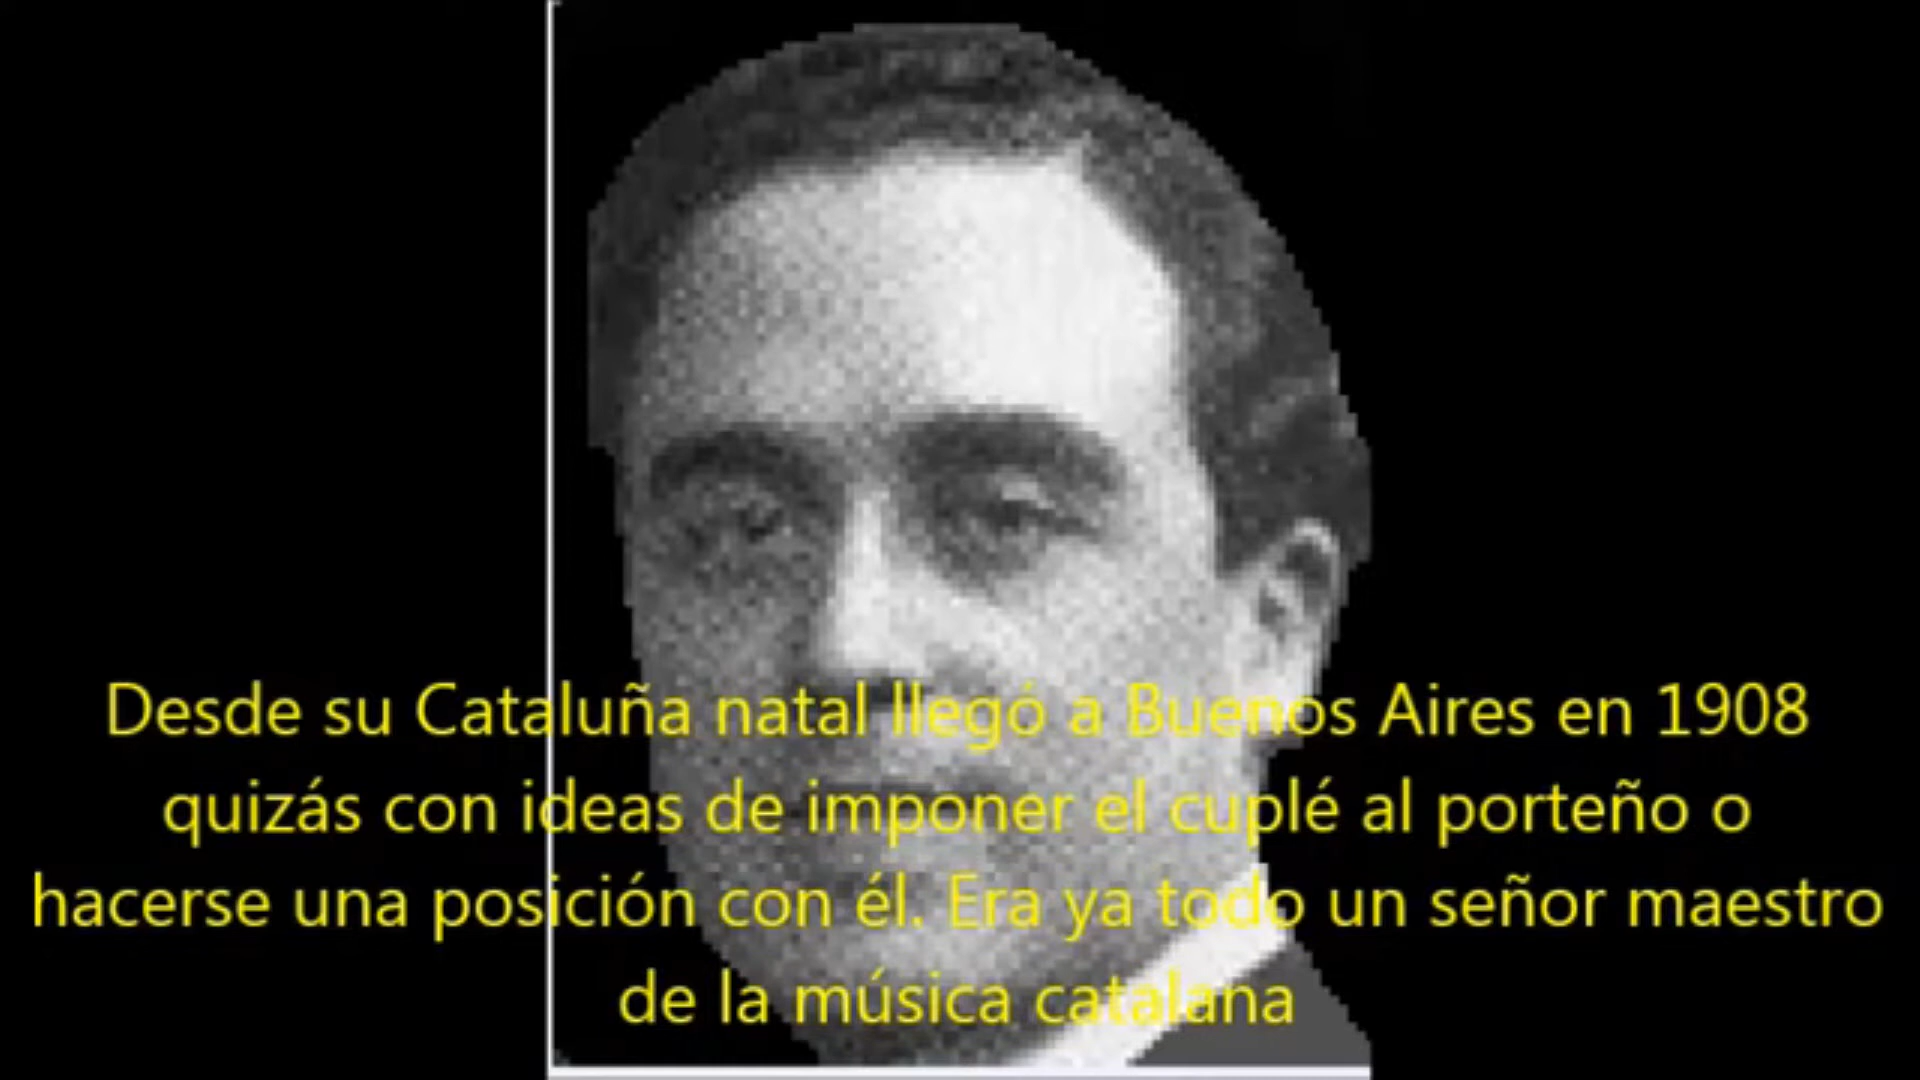 Desde su Cataluña natal llegó a Buenos Aires en 1908
quizás con ideas de imponer el cuplé al porteño o
hacerse una posición con él. Era ya todo un señor maestro
de la música catalana